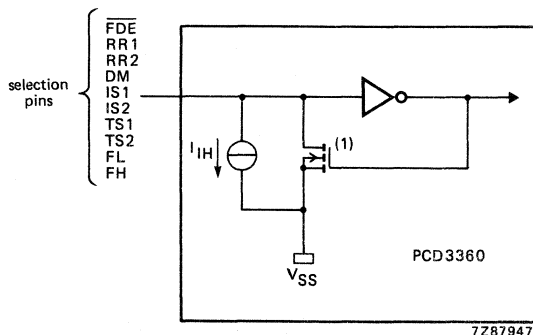 FDE
RR1
RR2
DM
IS1
IS2
TS1
TS2
FL
FH
selection
pins
IIH
(1)
VSS
PCD3360
7Z87947